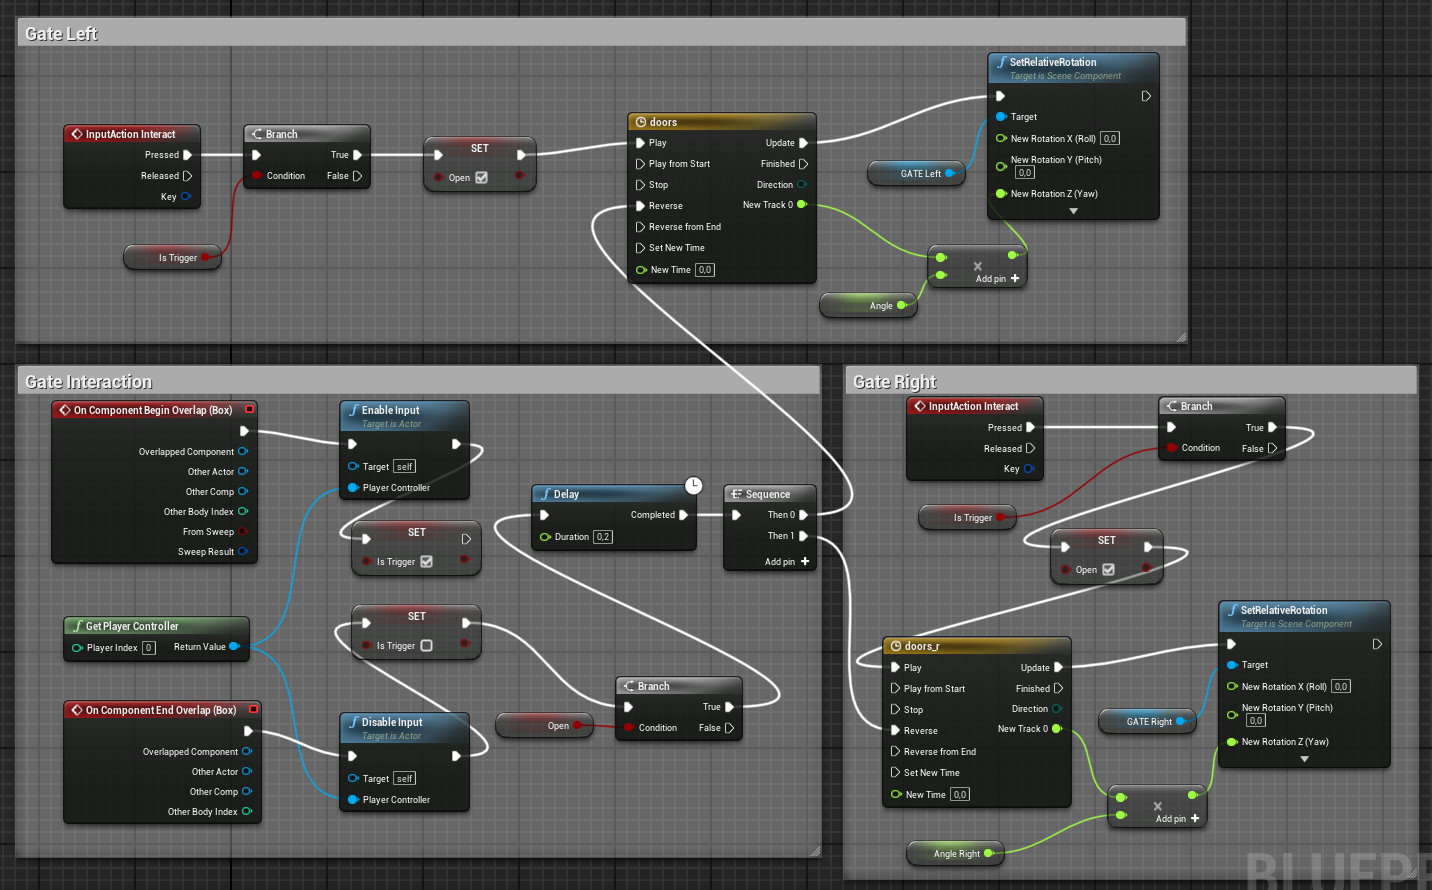 Gate Left
InputAction Interact
Pressed
Released
Key
Is Trigger
Branch
True
Condition
False
SET
Open
doors
Play
Update
Play from Start
Finished
Stop
Direction
Reverse
New Track 0
Reverse from End
Set New Time
New Time 0,0
GATE Left
Angle
×
Add pin +
SetRelativeRotation
Target is Scene Component
Target
New Rotation X (Roll) 0,0
New Rotation Y (Pitch)
0,0
New Rotation Z (Yaw)
Gate Interaction
On Component Begin Overlap (Box)
Overlapped Component
Other Actor
Other Comp
Other Body Index
From Sweep
Sweep Result
Enable Input
Target is Actor
Target self
Player Controller
SET
Is Trigger
SET
Is Trigger
Get Player Controller
Player Index 0
Return Value
On Component End Overlap (Box)
Overlapped Component
Other Actor
Other Comp
Other Body Index
Disable Input
Target is Actor
Target self
Player Controller
Delay
Completed
Duration 0,2
Sequence
Then 0
Then 1
Add pin +
Open
Branch
True
Condition
False
Gate Right
InputAction Interact
Pressed
Released
Key
Is Trigger
Branch
True
Condition
False
SET
Open
doors_r
Play
Update
Play from Start
Finished
Stop
Direction
Reverse
New Track 0
Reverse from End
Set New Time
New Time 0,0
GATE Right
Angle Right
×
Add pin +
SetRelativeRotation
Target is Scene Component
Target
New Rotation X (Roll) 0,0
New Rotation Y (Pitch)
0,0
New Rotation Z (Yaw)
BLUEPR